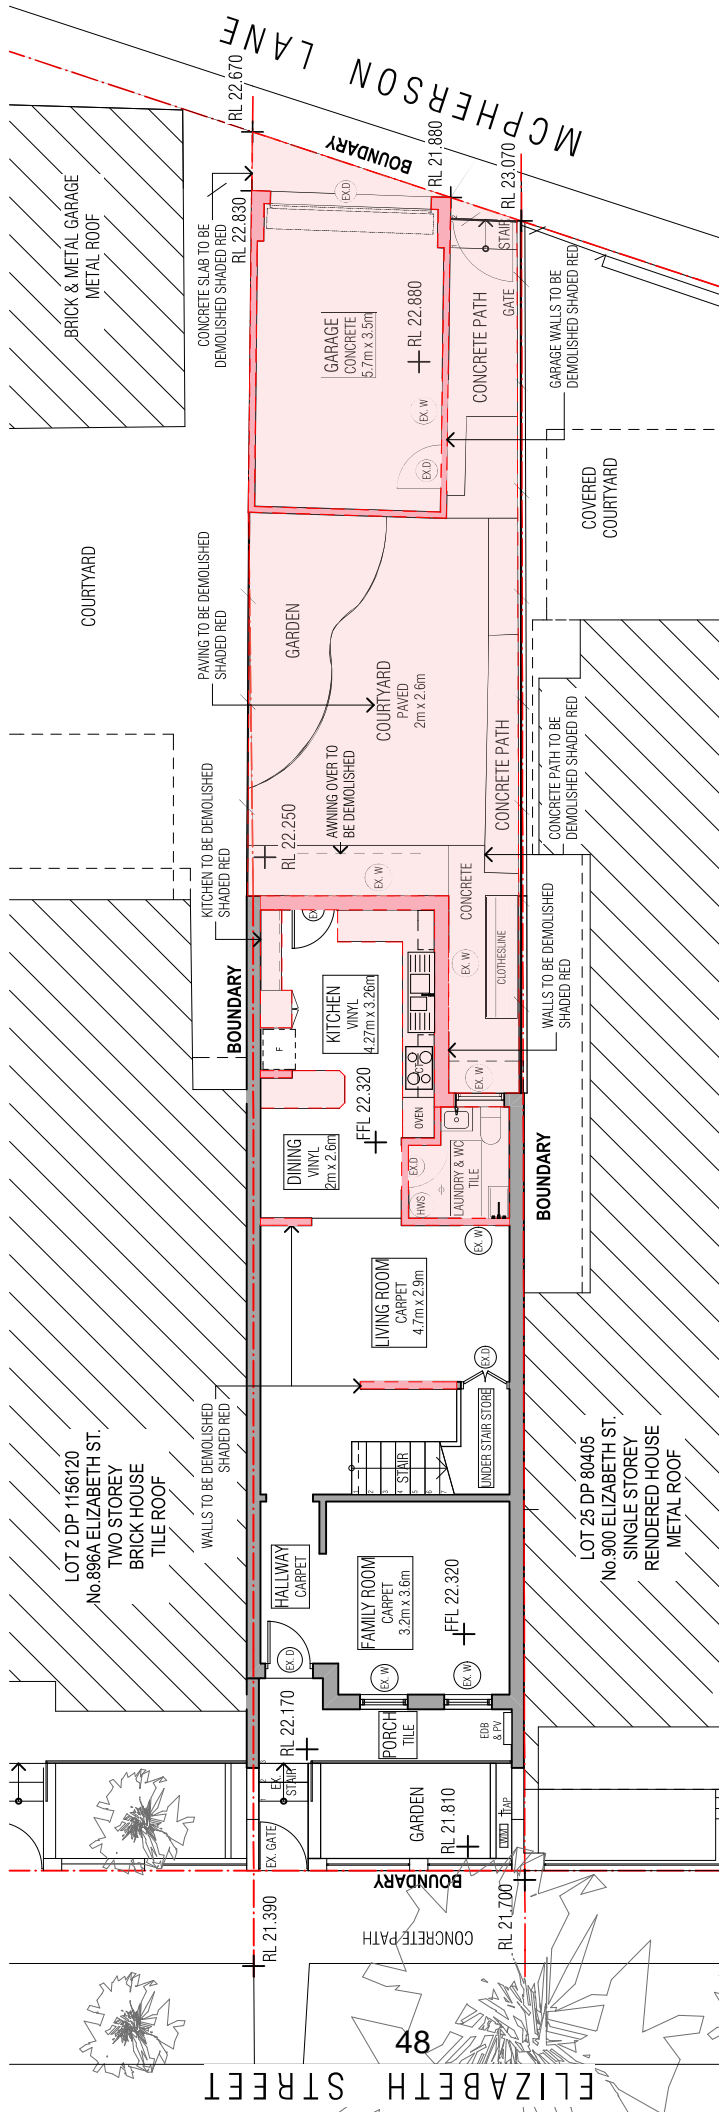 MCPHERSON LANE
RL 22.670
BOUNDARY
RL 21.880
RL 23.070
BRICK & METAL GARAGE
METAL ROOF
CONCRETE SLAB TO BE
DEMOLISHED SHADED RED
RL 22.830
EX.D
STAIR
GATE
GARAGE
CONCRETE
5.7m x 3.5m
RL 22.880
EX. W
EX.D
CONCRETE PATH
GARAGE WALLS TO BE
DEMOLISHED SHADED RED
COURTYARD
COVERED
COURTYARD
PAVING TO BE DEMOLISHED
SHADED RED
GARDEN
COURTYARD
PAVED
2m x 2.6m
CONCRETE PATH
CONCRETE PATH TO BE
DEMOLISHED SHADED RED
KITCHEN TO BE DEMOLISHED
SHADED RED
RL 22.250
AWNING OVER TO
BE DEMOLISHED
EX. W
CONCRETE
EX. W
CLOTHESLINE
WALLS TO BE DEMOLISHED
SHADED RED
BOUNDARY
F
KITCHEN
VINYL
4.27m x 3.26m
EX. W
OVEN
DINING
VINYL
2m x 2.6m
FFL 22.320
EX.D
HWS
LAUNDRY & WC
TILE
BOUNDARY
EX. W
LIVING ROOM
CARPET
4.7m x 2.9m
EX.D
WALLS TO BE DEMOLISHED
SHADED RED
STAIR
UNDER STAIR STORE
LOT 2 DP 1156120
No.896A ELIZABETH ST.
TWO STOREY
BRICK HOUSE
TILE ROOF
LOT 25 DP 80405
No.900 ELIZABETH ST.
SINGLE STOREY
RENDERED HOUSE
METAL ROOF
HALLWAY
CARPET
EX. D
FAMILY ROOM
CARPET
3.2m x 3.6m
FFL 22.320
EX. W
EX. W
RL 22.170
PORCH
TILE
EDB
& PV
EX.
STAIR
EX. GATE
GARDEN
RL 21.810
TAP
WM
BOUNDARY
RL 21.390
CONCRETE PATH
RL 21.700
48
ELIZABETH STREET